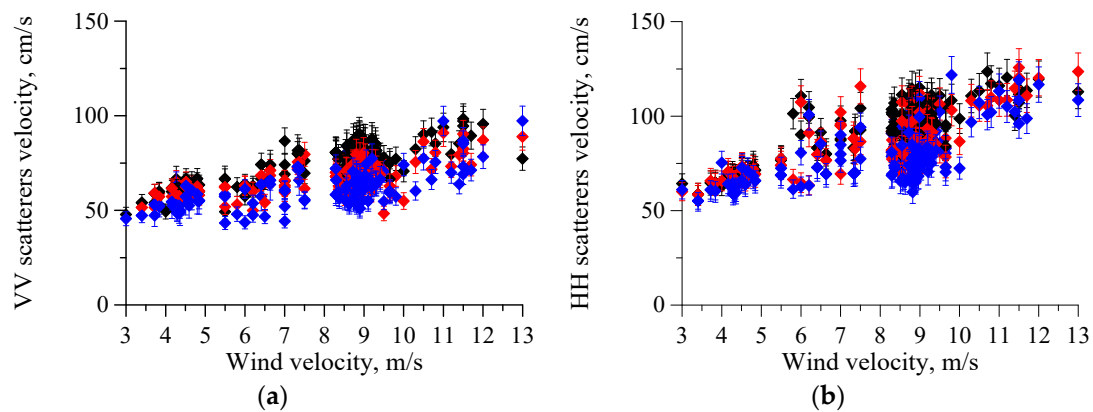 VV scatterers velocity, cm/s
150
100
50
0
3 4 5 6 7 8 9 10 11 12 13
Wind velocity, m/s
(a)
HH scatterers velocity, cm/s
150
100
50
0
3 4 5 6 7 8 9 10 11 12 13
Wind velocity, m/s
(b)